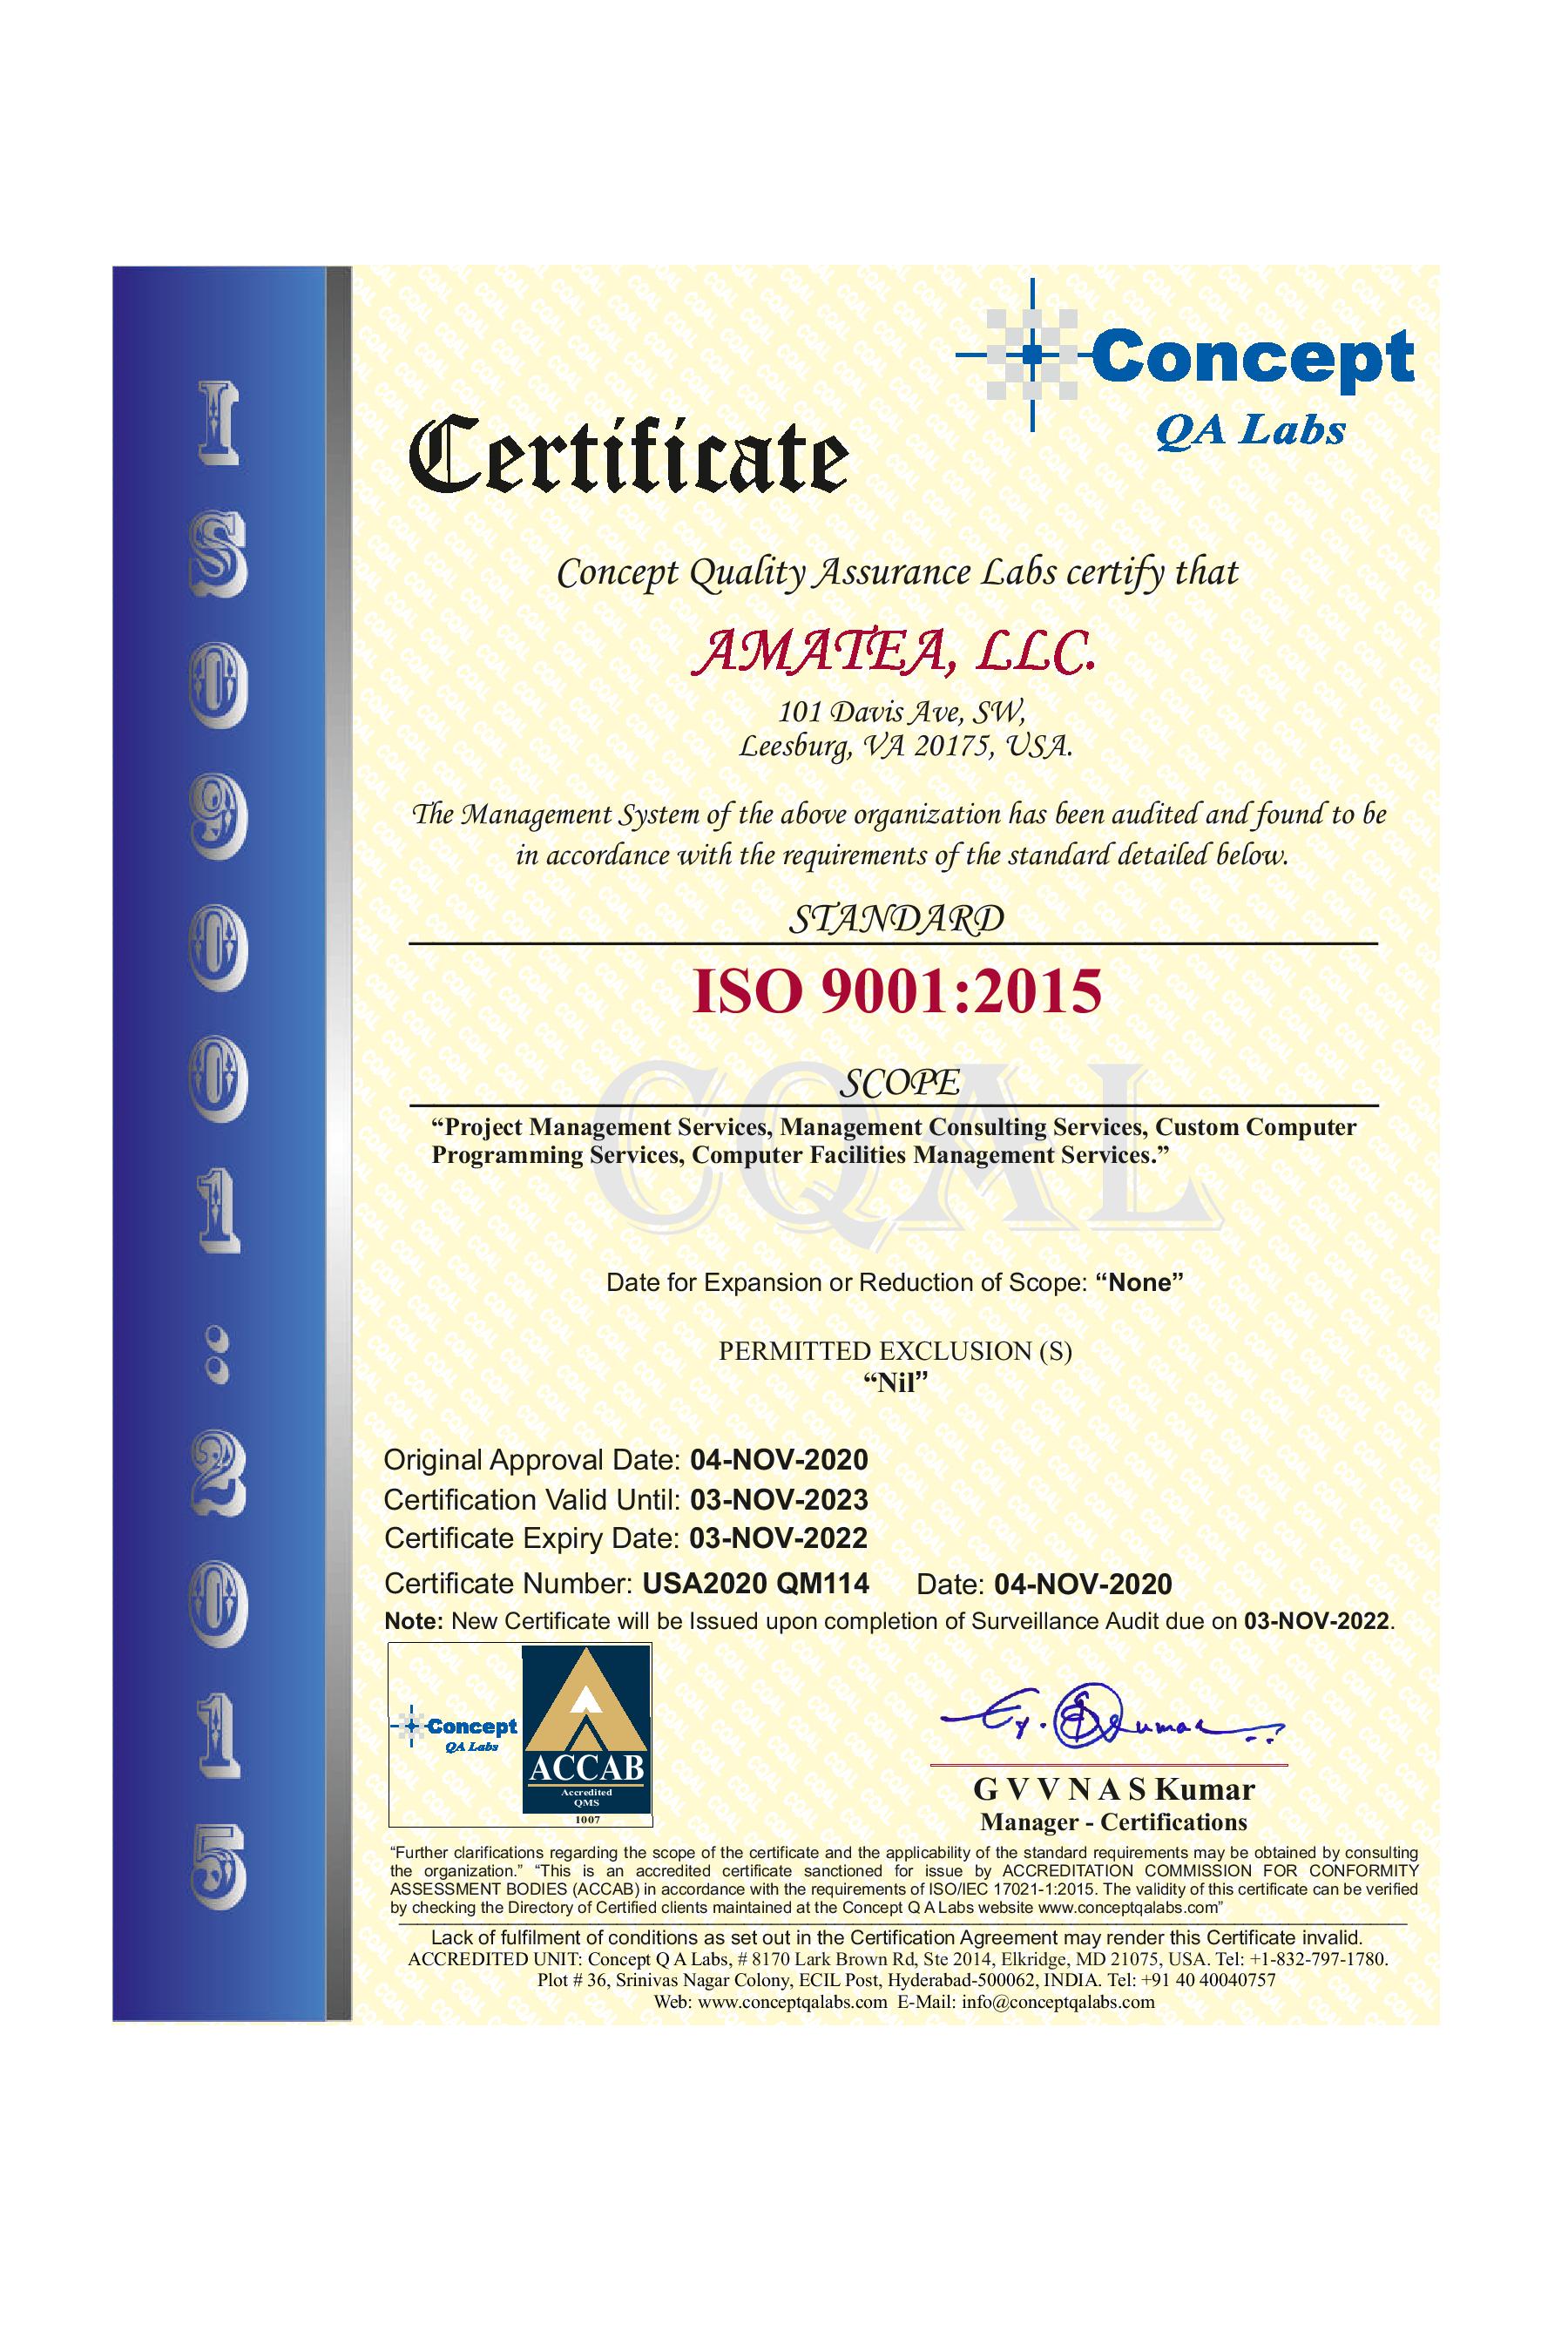 ISO9001:2015
Concept
QA Labs
Certificate
Concept Quality Assurance Labs certify that
AMATEA, LLC.
101 Davis Ave, SW,
Leesburg, VA 20175, USA.
The Management System of the above organization has been audited and found to be
in accordance with the requirements of the standard detailed below.
STANDARD
ISO 9001:2015
CQAL
SCOPE
“Project Management Services, Management Consulting Services, Custom Computer
Programming Services, Computer Facilities Management Services.”
Date for Expansion or Reduction of Scope: “None”
PERMITTED EXCLUSION (S)
“Nil”
Original Approval Date: 04-NOV-2020
Certification Valid Until: 03-NOV-2023
Certificate Expiry Date: 03-NOV-2022
Certificate Number: USA2020 QM114 Date: 04-NOV-2020
Note: New Certificate will be Issued upon completion of Surveillance Audit due on 03-NOV-2022.
Concept
QA Labs
ACCAB
Accredited
QMS
1007
G V V N A S Kumar
Manager - Certifications
“Further clarifications regarding the scope of the certificate and the applicability of the standard requirements may be obtained by consulting
the organization.” “This is an accredited certificate sanctioned for issue by ACCREDITATION COMMISSION FOR CONFORMITY
ASSESSMENT BODIES (ACCAB) in accordance with the requirements of ISO/IEC 17021-1:2015. The validity of this certificate can be verified
by checking the Directory of Certified clients maintained at the Concept Q A Labs website www.conceptqalabs.com”
Lack of fulfilment of conditions as set out in the Certification Agreement may render this Certificate invalid.
ACCREDITED UNIT: Concept Q A Labs, # 8170 Lark Brown Rd, Ste 2014, Elkridge, MD 21075, USA. Tel: +1-832-797-1780.
Plot # 36, Srinivas Nagar Colony, ECIL Post, Hyderabad-500062, INDIA. Tel: +91 40 40040757
Web: www.conceptqalabs.com E-Mail: info@conceptqalabs.com